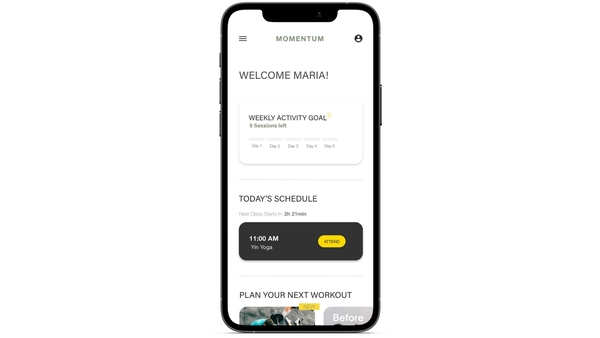 MOMENTUM
WELCOME MARIA!
WEEKLY ACTIVITY GOAL
5 Sessions left
Day 1 Day 2 Day 3 Day 4 Day 5
TODAY'S SCHEDULE
Next Class Starts in: 2h 21min
11:00 AM
Yin Yoga
ATTEND
PLAN YOUR NEXT WORKOUT
NEW
Before